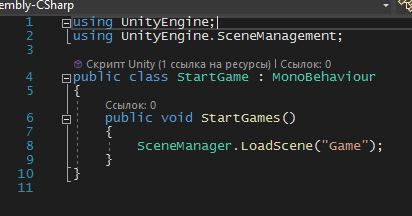 embly-CSharp
1 using UnityEngine;
2 using UnityEngine.SceneManagement;
3
Скрипт Unity (1 ссылка на ресурсы) | Ссылок: 0
4 public class StartGame : MonoBehaviour
5 {
Ссылок: 0
6 public void StartGames()
7 {
8 SceneManager.LoadScene("Game");
9 }
10 }
11